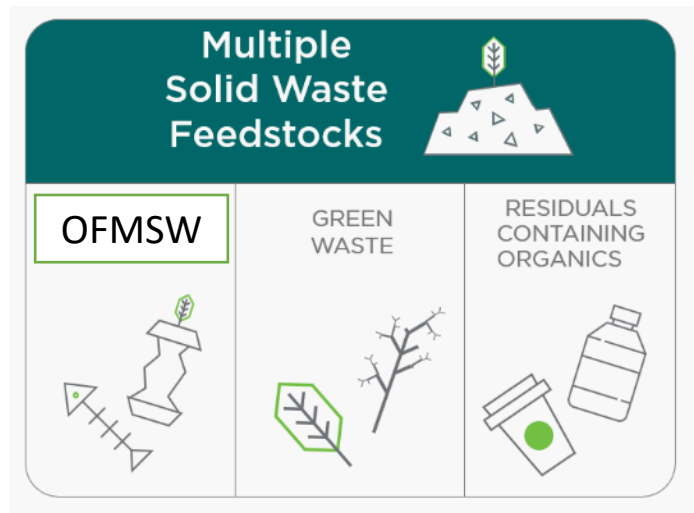 Multiple
Solid Waste
Feedstocks
OFMSW
GREEN
WASTE
RESIDUALS
CONTAINING
ORGANICS